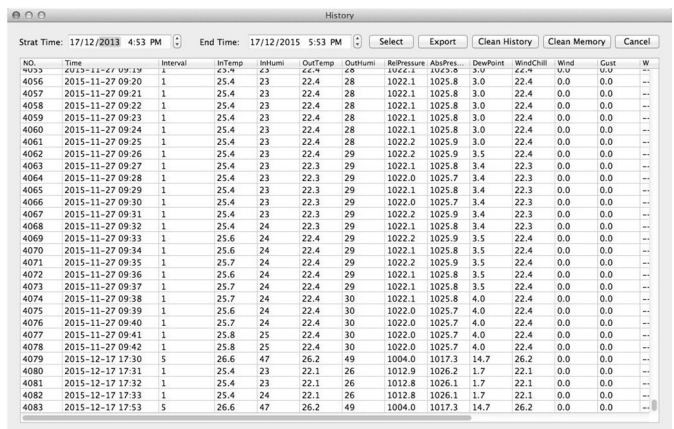 History
Strat Time: 17/12/2013 4:53 PM End Time: 17/12/2015 5:53 PM Select Export Clean History Clean Memory Cancel
NO. Time Interval InTemp InHumi OutTemp OutHumi RelPressure AbsPres... DewPoint WindChill Wind Gust W
4055 2015-11-27 09:19 1 25.4 23 22.4 28 1022.1 1025.8 3.0 22.4 0.0 0.0
4056 2015-11-27 09:20 1 25.4 23 22.4 28 1022.1 1025.8 3.0 22.4 0.0 0.0 --
4057 2015-11-27 09:21 1 25.4 23 22.4 28 1022.1 1025.8 3.0 22.4 0.0 0.0 --
4058 2015-11-27 09:22 1 25.4 23 22.4 28 1022.1 1025.8 3.0 22.4 0.0 0.0 --
4059 2015-11-27 09:23 1 25.4 23 22.4 28 1022.1 1025.8 3.0 22.4 0.0 0.0 --
4060 2015-11-27 09:24 1 25.4 23 22.4 28 1022.1 1025.8 3.0 22.4 0.0 0.0 --
4061 2015-11-27 09:25 1 25.4 23 22.4 28 1022.2 1025.9 3.0 22.4 0.0 0.0 --
4062 2015-11-27 09:26 1 25.4 23 22.4 29 1022.2 1025.9 3.5 22.4 0.0 0.0 --
4063 2015-11-27 09:27 1 25.4 23 22.3 29 1022.1 1025.8 3.4 22.3 0.0 0.0 --
4064 2015-11-27 09:28 1 25.4 23 22.3 29 1022.0 1025.7 3.4 22.3 0.0 0.0 --
4065 2015-11-27 09:29 1 25.4 23 22.3 29 1022.1 1025.8 3.4 22.3 0.0 0.0 --
4066 2015-11-27 09:30 1 25.4 23 22.3 29 1022.0 1025.7 3.4 22.3 0.0 0.0 --
4067 2015-11-27 09:31 1 25.4 23 22.3 29 1022.2 1025.9 3.4 22.3 0.0 0.0 --
4068 2015-11-27 09:32 1 25.4 24 22.3 29 1022.1 1025.8 3.4 22.3 0.0 0.0 --
4069 2015-11-27 09:33 1 25.6 24 22.4 29 1022.2 1025.9 3.5 22.4 0.0 0.0 --
4070 2015-11-27 09:34 1 25.6 24 22.4 29 1022.1 1025.8 3.5 22.4 0.0 0.0 --
4071 2015-11-27 09:35 1 25.7 24 22.4 29 1022.2 1025.9 3.5 22.4 0.0 0.0 --
4072 2015-11-27 09:36 1 25.6 24 22.4 29 1022.1 1025.8 3.5 22.4 0.0 0.0 --
4073 2015-11-27 09:37 1 25.7 24 22.4 29 1022.1 1025.8 3.5 22.4 0.0 0.0 --
4074 2015-11-27 09:38 1 25.7 24 22.4 30 1022.1 1025.8 4.0 22.4 0.0 0.0 --
4075 2015-11-27 09:39 1 25.6 24 22.4 30 1022.0 1025.7 4.0 22.4 0.0 0.0 --
4076 2015-11-27 09:40 1 25.7 24 22.4 30 1022.0 1025.7 4.0 22.4 0.0 0.0 --
4077 2015-11-27 09:41 1 25.8 25 22.4 30 1022.0 1025.7 4.0 22.4 0.0 0.0 --
4078 2015-11-27 09:42 1 25.8 25 22.4 30 1022.0 1025.7 4.0 22.4 0.0 0.0 --
4079 2015-12-17 17:30 5 26.6 47 26.2 49 1004.0 1017.3 14.7 26.2 0.0 0.0 --
4080 2015-12-17 17:31 1 25.4 23 22.1 26 1012.9 1026.2 1.7 22.1 0.0 0.0 --
4081 2015-12-17 17:32 1 25.4 23 22.1 26 1012.8 1026.1 1.7 22.1 0.0 0.0 --
4082 2015-12-17 17:33 1 25.4 24 22.1 26 1012.8 1026.1 1.7 22.1 0.0 0.0 --
4083 2015-12-17 17:53 5 26.6 47 26.2 49 1004.0 1017.3 14.7 26.2 0.0 0.0 --